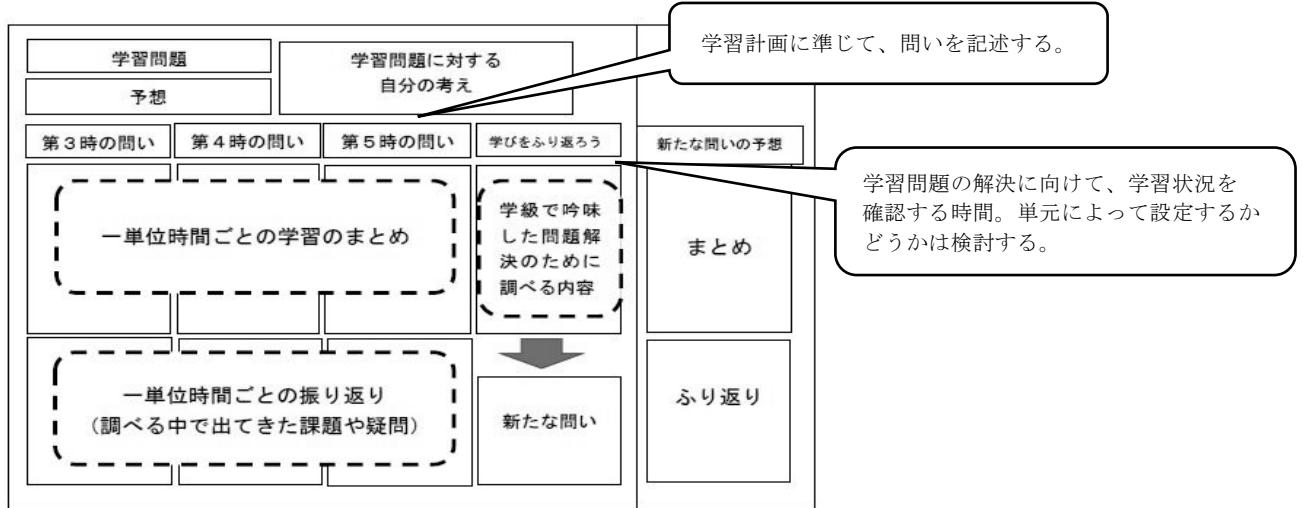 学習問題
予想
学習問題に対する
自分の考え
学習計画に準じて、問いを記述する。
第3時の問い
第4時の問い
第5時の問い
学びをふり返ろう
新たな問いの予想
一単位時間ごとの学習のまとめ
学級で吟味
した問題解
決のために
調べる内容
まとめ
学習問題の解決に向けて、学習状況を
確認する時間。単元によって設定するか
どうかは検討する。
一単位時間ごとの振り返り
(調べる中で出てきた課題や疑問)
新たな問い
ふり返り